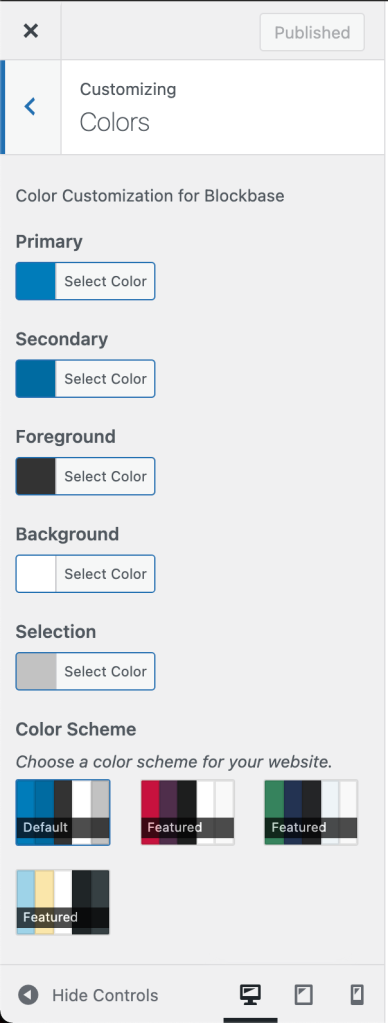 Published
Customizing
Colors
Color Customization for Blockbase
Primary
Select Color
Secondary
Select Color
Foreground
Select Color
Background
Select Color
Selection
Select Color
Color Scheme
Choose a color scheme for your website.
Default
Featured
Featured
Featured
Hide Controls